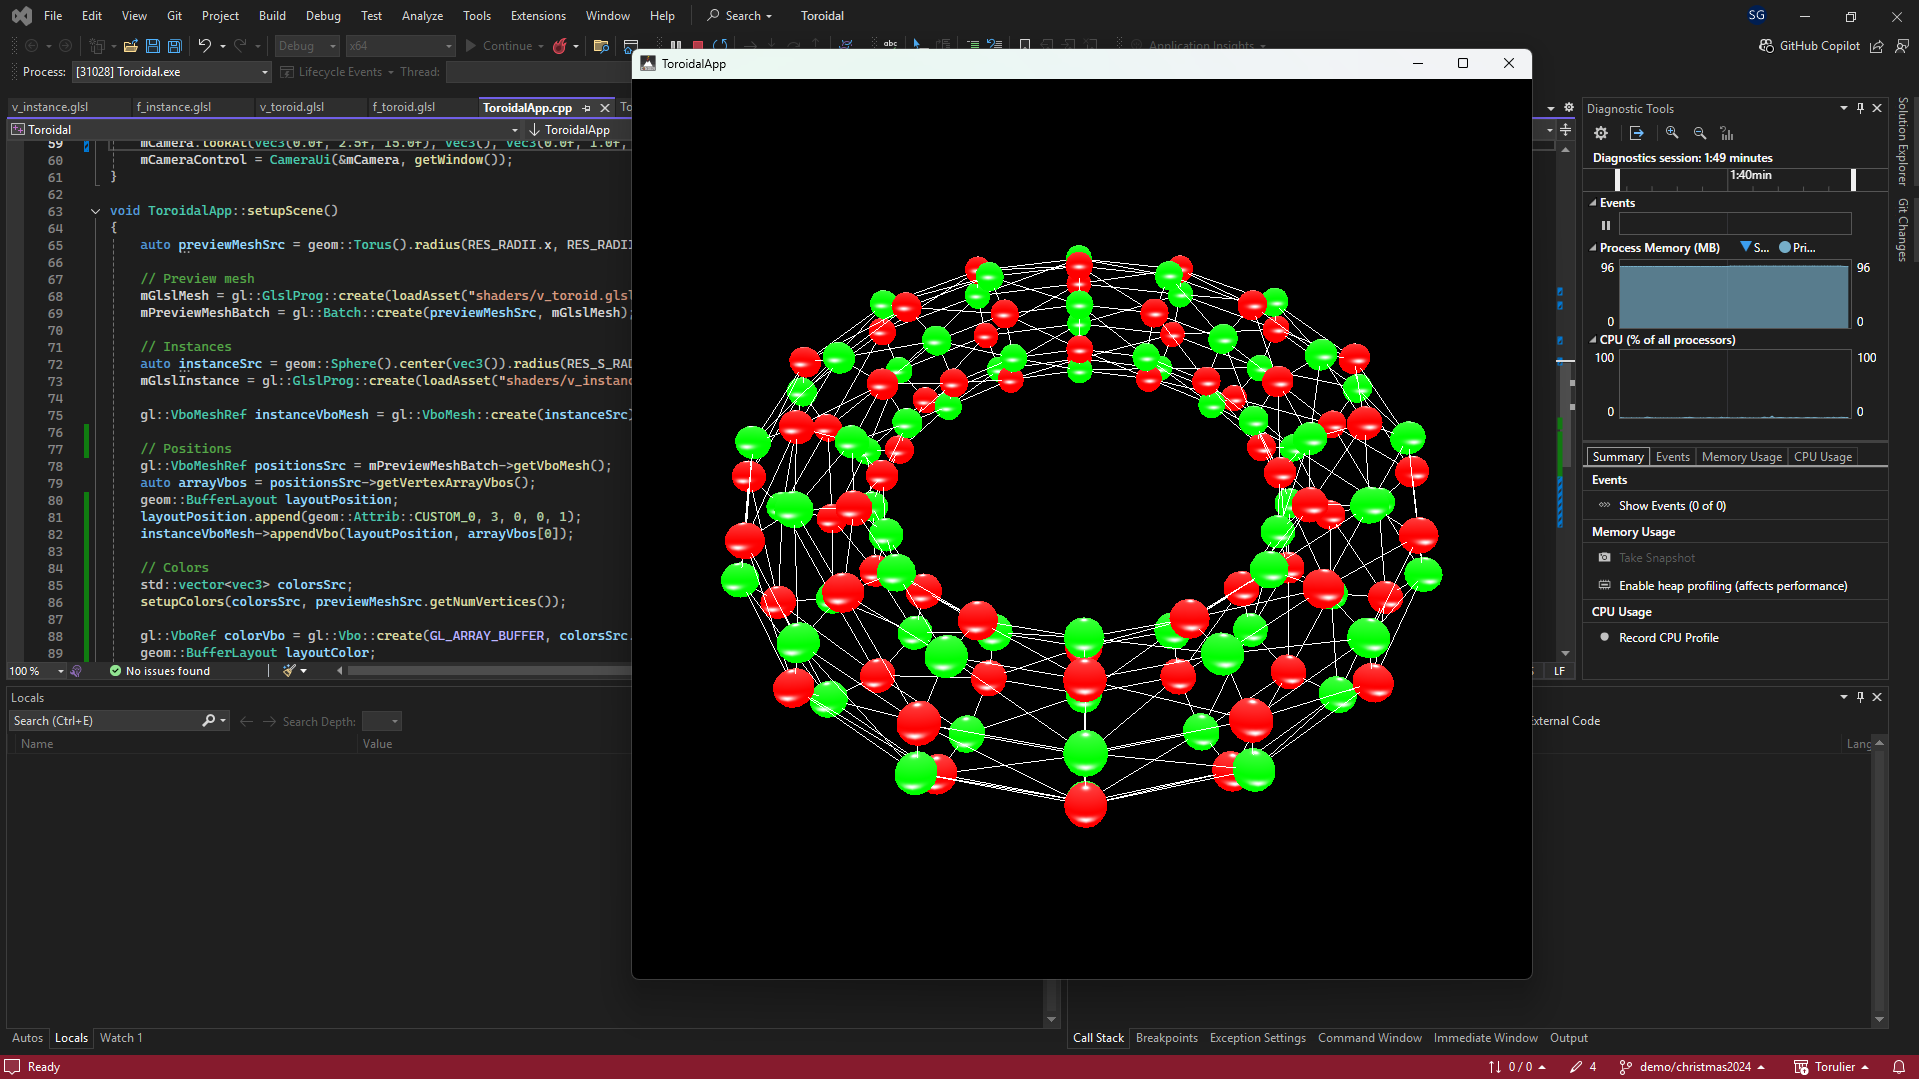 File Edit View Git Project Build Debug Test Analyze Tools Extensions Window Help Search Toroidal SG
Debug x64 Continue abc Application Insights GitHub Copilot
Process: [31028] Toroidal.exe Lifecycle Events Thread:
ToroidalApp
v_instance.glsl f_instance.glsl v_toroid.glsl f_toroid.glsl ToroidalApp.cpp To
Toroidal ToroidalApp
59 mCamera.lookAt(vec3(0.0f, 2.5f, 15.0f), vec3(), vec3(0.0f, 1.0f,
60 mCameraControl = CameraUi(&mCamera, getWindow());
61 }
62
63 void ToroidalApp::setupScene()
64 {
65 auto previewMeshSrc = geom::Torus().radius(RES_RADII.x, RES_RADII
66
67 // Preview mesh
68 mGlslMesh = gl::GlslProg::create(loadAsset("shaders/v_toroid.glsl
69 mPreviewMeshBatch = gl::Batch::create(previewMeshSrc, mGlslMesh);
70
71 // Instances
72 auto instanceSrc = geom::Sphere().center(vec3()).radius(RES_S_RAD
73 mGlslInstance = gl::GlslProg::create(loadAsset("shaders/v_instanc
74
75 gl::VboMeshRef instanceVboMesh = gl::VboMesh::create(instanceSrc)
76
77 // Positions
78 gl::VboMeshRef positionsSrc = mPreviewMeshBatch->getVboMesh();
79 auto arrayVbos = positionsSrc->getVertexArrayVbos();
80 geom::BufferLayout layoutPosition;
81 layoutPosition.append(geom::Attrib::CUSTOM_0, 3, 0, 0, 1);
82 instanceVboMesh->appendVbo(layoutPosition, arrayVbos[0]);
83
84 // Colors
85 std::vector<vec3> colorsSrc;
86 setupColors(colorsSrc, previewMeshSrc.getNumVertices());
87
88 gl::VboRef colorVbo = gl::Vbo::create(GL_ARRAY_BUFFER, colorsSrc.
89 geom::BufferLayout layoutColor;
100 % No issues found LF
Diagnostic Tools
Diagnostics session: 1:49 minutes
1:40min
Events
Process Memory (MB) S... Pri...
96 96
0 0
CPU (% of all processors)
100 100
0 0
Summary Events Memory Usage CPU Usage
Events
Show Events (0 of 0)
Memory Usage
Take Snapshot
Enable heap profiling (affects performance)
CPU Usage
Record CPU Profile
Solution Explorer
Git Changes
Locals
Search (Ctrl+E) Search Depth:
Name Value
External Code
Lang
Autos Locals Watch 1
Call Stack Breakpoints Exception Settings Command Window Immediate Window Output
Ready 0 / 0 4 demo/christmas2024 Torulier